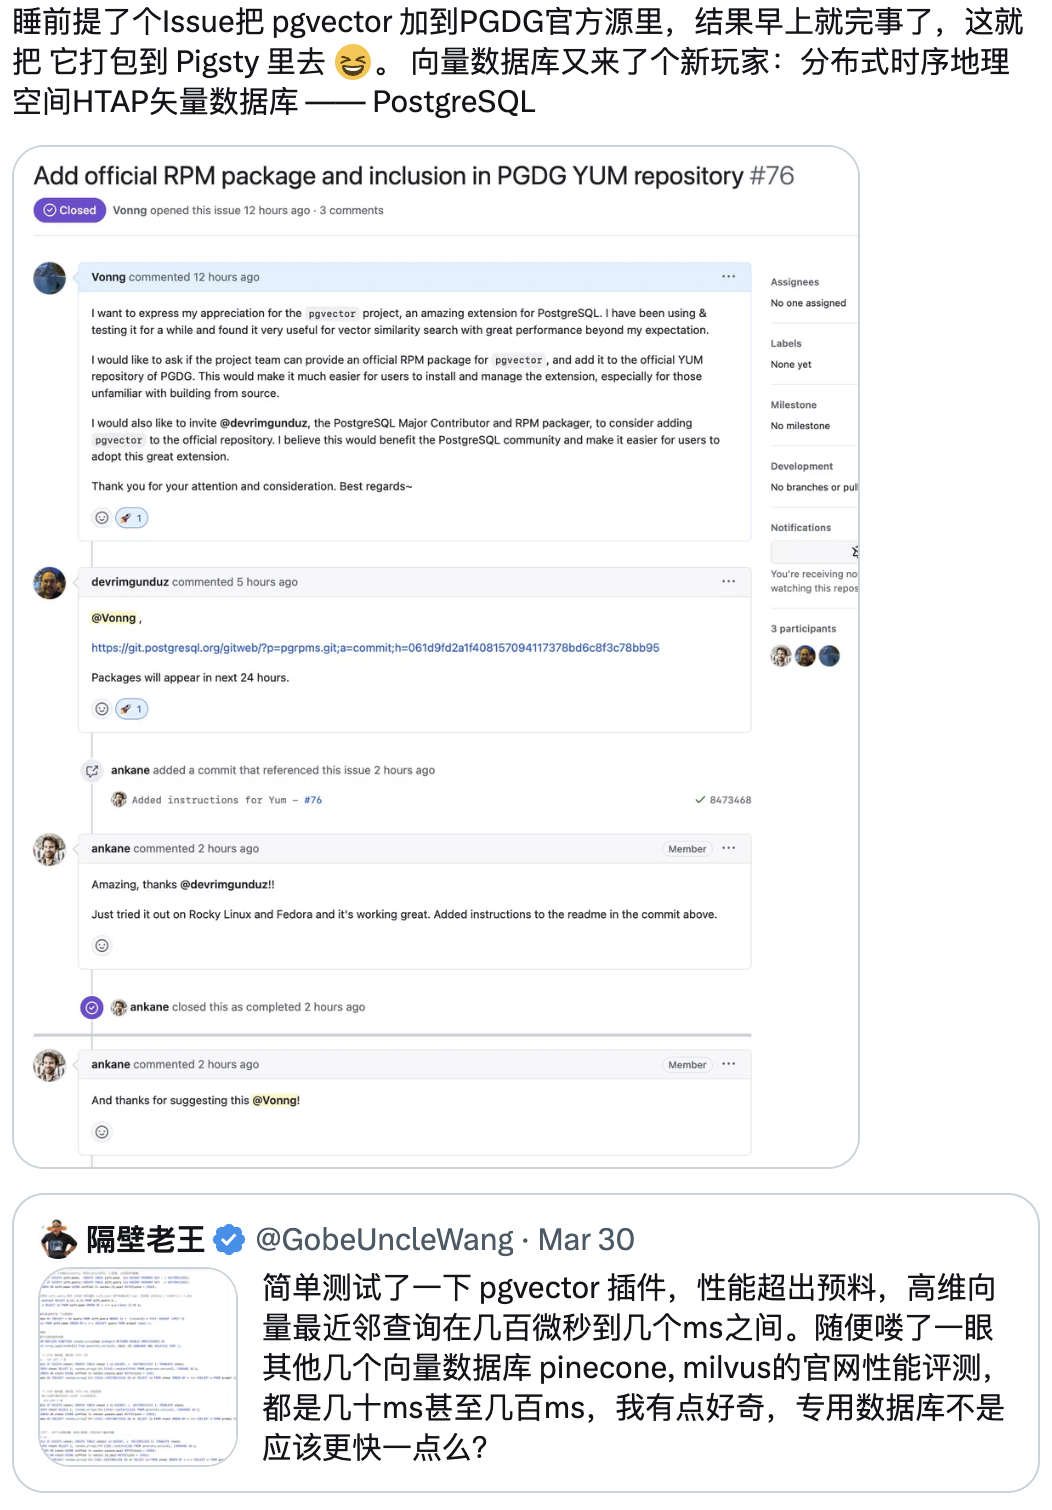 睡前提了个Issue把 pgvector 加到PGDG官方源里，结果早上就完事了，这就
把 它打包到 Pigsty 里去 😆 。 向量数据库又来了个新玩家：分布式时序地理
空间HTAP矢量数据库 —— PostgreSQL
Add official RPM package and inclusion in PGDG YUM repository #76
Closed Vonng opened this issue 12 hours ago · 3 comments
Vonng commented 12 hours ago
I want to express my appreciation for the pgvector project, an amazing extension for PostgreSQL. I have been using &
testing it for a while and found it very useful for vector similarity search with great performance beyond my expectation.
I would like to ask if the project team can provide an official RPM package for pgvector , and add it to the official YUM
repository of PGDG. This would make it much easier for users to install and manage the extension, especially for those
unfamiliar with building from source.
I would also like to invite @devrimgunduz, the PostgreSQL Major Contributor and RPM packager, to consider adding
pgvector to the official repository. I believe this would benefit the PostgreSQL community and make it easier for users to
adopt this great extension.
Thank you for your attention and consideration. Best regards~
🚀 1
Assignees
No one assigned
Labels
None yet
Milestone
No milestone
Development
No branches or pul
Notifications
You're receiving no
watching this repos
3 participants
devrimgunduz commented 5 hours ago
@Vonng ,
https://git.postgresql.org/gitweb/?p=pgrpms.git;a=commit;h=061d9fd2a1f408157094117378bd6c8f3c78bb95
Packages will appear in next 24 hours.
🚀 1
ankane added a commit that referenced this issue 2 hours ago
Added instructions for Yum – #76 8473468
ankane commented 2 hours ago Member
Amazing, thanks @devrimgunduz!!
Just tried it out on Rocky Linux and Fedora and it's working great. Added instructions to the readme in the commit above.
ankane closed this as completed 2 hours ago
ankane commented 2 hours ago Member
And thanks for suggesting this @Vonng!
隔壁老王 @GobeUncleWang · Mar 30
简单测试了一下 pgvector 插件，性能超出预料，高维向
量最近邻查询在几百微秒到几个ms之间。随便喽了一眼
其他几个向量数据库 pinecone, milvus的官网性能评测，
都是几十ms甚至几百ms，我有点好奇，专用数据库不是
应该更快一点么？